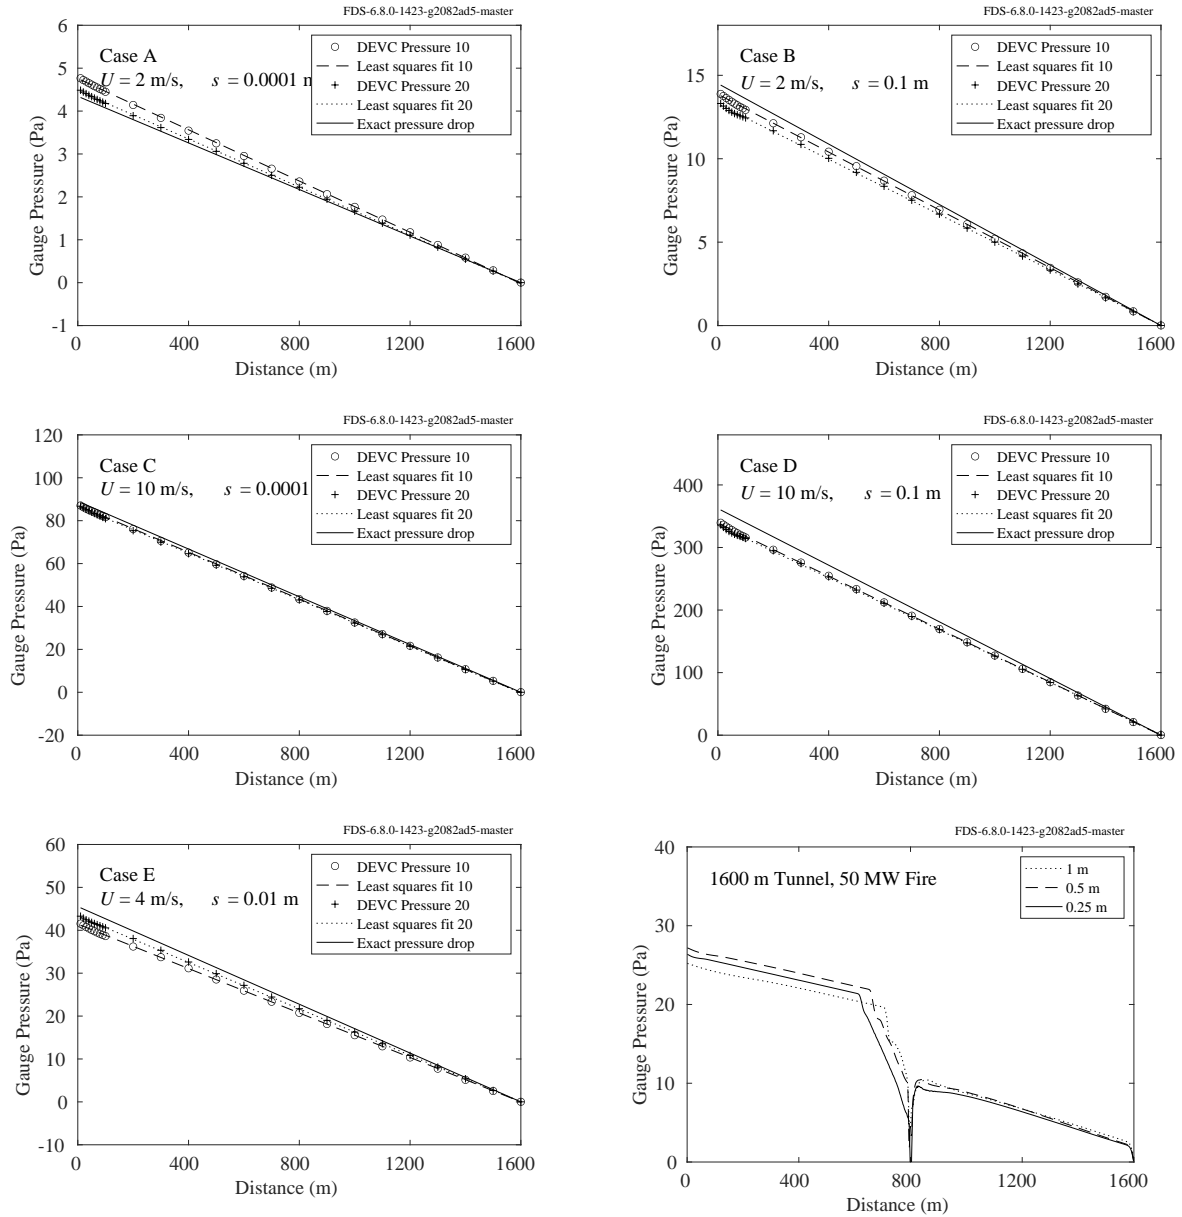 FDS-6.8.0-1423-g2082ad5-master
6
5
4
3
2
1
0
-1
Gauge Pressure (Pa)
Case A
U = 2 m/s, s = 0.0001 m
DEVC Pressure 10
Least squares fit 10
DEVC Pressure 20
Least squares fit 20
Exact pressure drop
0 400 800 1200 1600
Distance (m)
FDS-6.8.0-1423-g2082ad5-master
15
10
5
0
Gauge Pressure (Pa)
Case B
U = 2 m/s, s = 0.1 m
DEVC Pressure 10
Least squares fit 10
DEVC Pressure 20
Least squares fit 20
Exact pressure drop
0 400 800 1200 1600
Distance (m)
FDS-6.8.0-1423-g2082ad5-master
120
100
80
60
40
20
0
-20
Gauge Pressure (Pa)
Case C
U = 10 m/s, s = 0.0001
DEVC Pressure 10
Least squares fit 10
DEVC Pressure 20
Least squares fit 20
Exact pressure drop
0 400 800 1200 1600
Distance (m)
FDS-6.8.0-1423-g2082ad5-master
400
300
200
100
0
Gauge Pressure (Pa)
Case D
U = 10 m/s, s = 0.1 m
DEVC Pressure 10
Least squares fit 10
DEVC Pressure 20
Least squares fit 20
Exact pressure drop
0 400 800 1200 1600
Distance (m)
FDS-6.8.0-1423-g2082ad5-master
60
50
40
30
20
10
0
-10
Gauge Pressure (Pa)
Case E
U = 4 m/s, s = 0.01 m
DEVC Pressure 10
Least squares fit 10
DEVC Pressure 20
Least squares fit 20
Exact pressure drop
0 400 800 1200 1600
Distance (m)
FDS-6.8.0-1423-g2082ad5-master
40
30
20
10
0
Gauge Pressure (Pa)
1600 m Tunnel, 50 MW Fire
1 m
0.5 m
0.25 m
0 400 800 1200 1600
Distance (m)